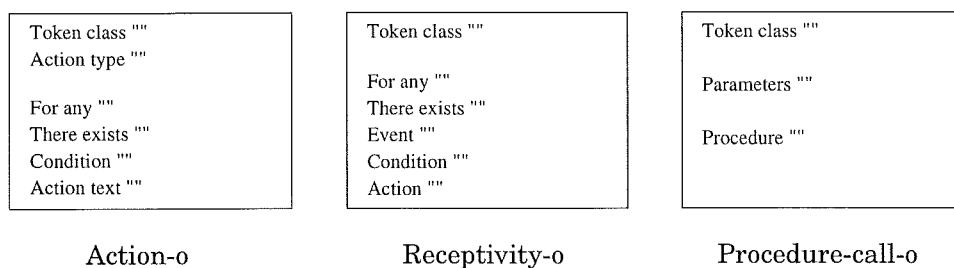 Token class ""
Action type ""
For any ""
There exists ""
Condition ""
Action text ""
Action-o
Token class ""
For any ""
There exists ""
Event ""
Condition ""
Action ""
Receptivity-o
Token class ""
Parameters ""
Procedure ""
Procedure-call-o